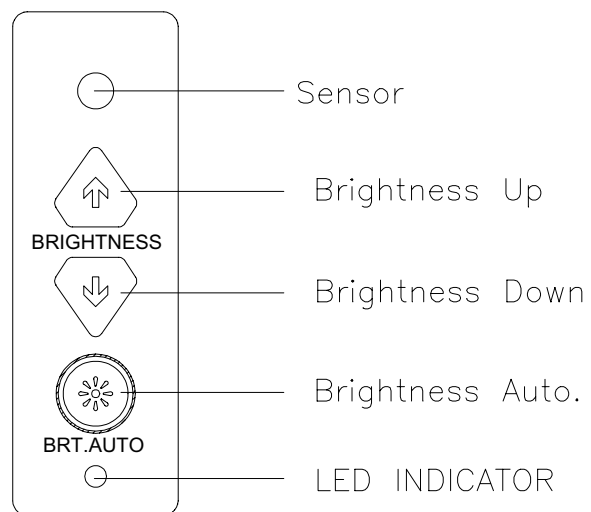 Sensor
Brightness Up
BRIGHTNESS
Brightness Down
Brightness Auto.
BRT.AUTO
LED INDICATOR